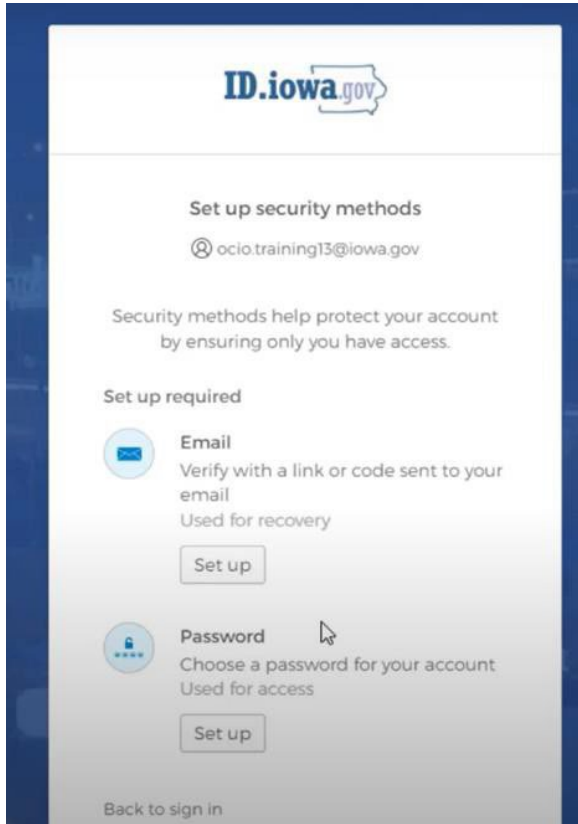 ID.iowa.gov
Set up security methods
ocio.training13@iowa.gov
Security methods help protect your account
by ensuring only you have access.
Set up required
Email
Verify with a link or code sent to your
email
Used for recovery
Set up
Password
Choose a password for your account
Used for access
Set up
Back to sign in